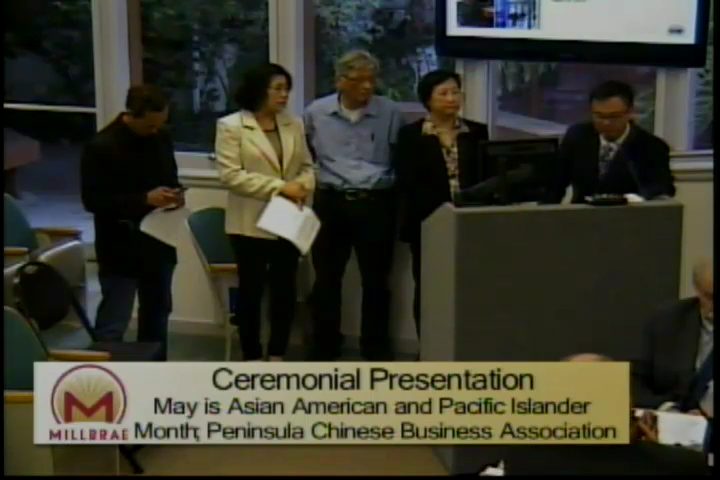 Ceremonial Presentation
May is Asian American and Pacific Islander
Month; Peninsula Chinese Business Association
M
MILLBRAE